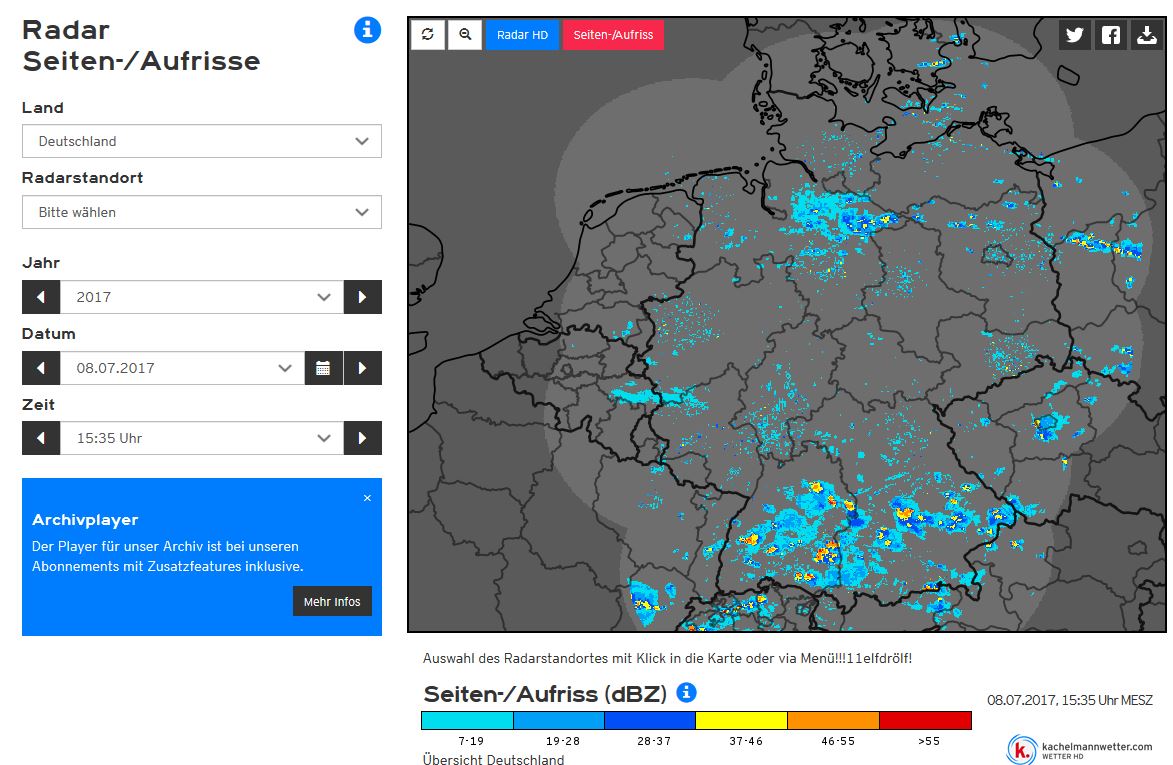 Radar
Seiten-/Aufrisse
Land
Deutschland
Radarstandort
Bitte wählen
Jahr
2017
Datum
08.07.2017
Zeit
15:35 Uhr
×
Archivplayer
Der Player für unser Archiv ist bei unseren
Abonnements mit Zusatzfeatures inklusive.
Mehr Infos
Radar HD
Seiten-/Aufriss
Auswahl des Radarstandortes mit Klick in die Karte oder via Menü!!!11elfdrölf!
Seiten-/Aufriss (dBZ)
7-19 19-28 28-37 37-46 46-55 >55
Übersicht Deutschland
08.07.2017, 15:35 Uhr MESZ
k. kachelmannwetter.com
WETTER HD